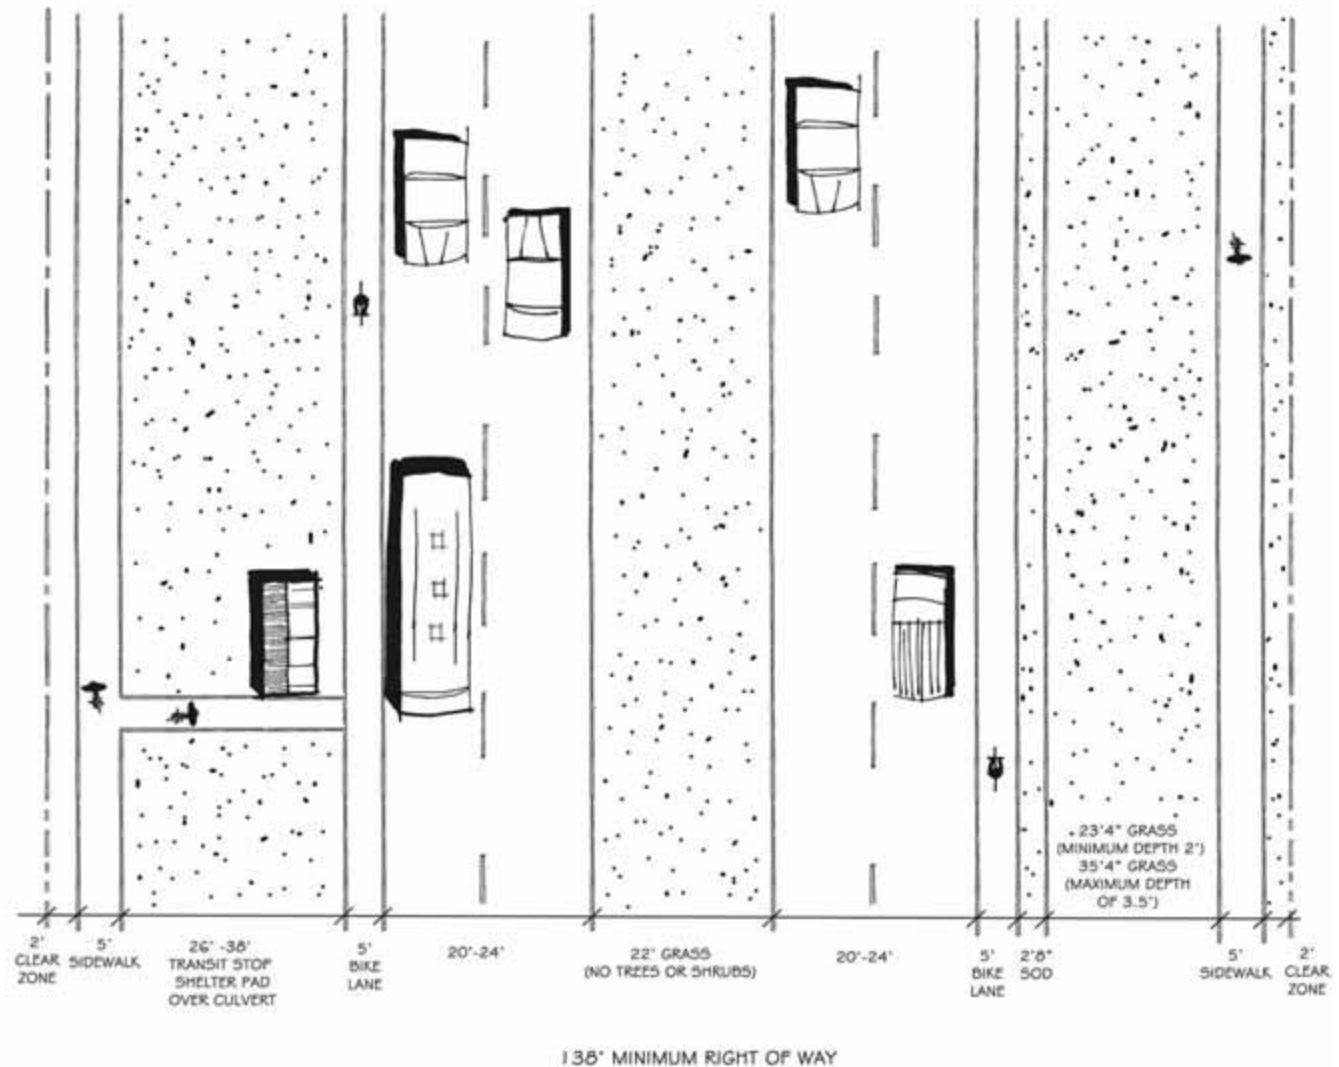 23'4" GRASS
(MINIMUM DEPTH 2')
35'4" GRASS
(MAXIMUM DEPTH
OF 3.5')
2'
CLEAR
ZONE
5'
SIDEWALK
26' -38'
TRANSIT STOP
SHELTER PAD
OVER CULVERT
5'
BIKE
LANE
20'-24'
22' GRASS
(NO TREES OR SHRUBS)
20'-24'
5'
BIKE
LANE
2'8"
SOD
5'
SIDEWALK
2'
CLEAR
ZONE
138' MINIMUM RIGHT OF WAY